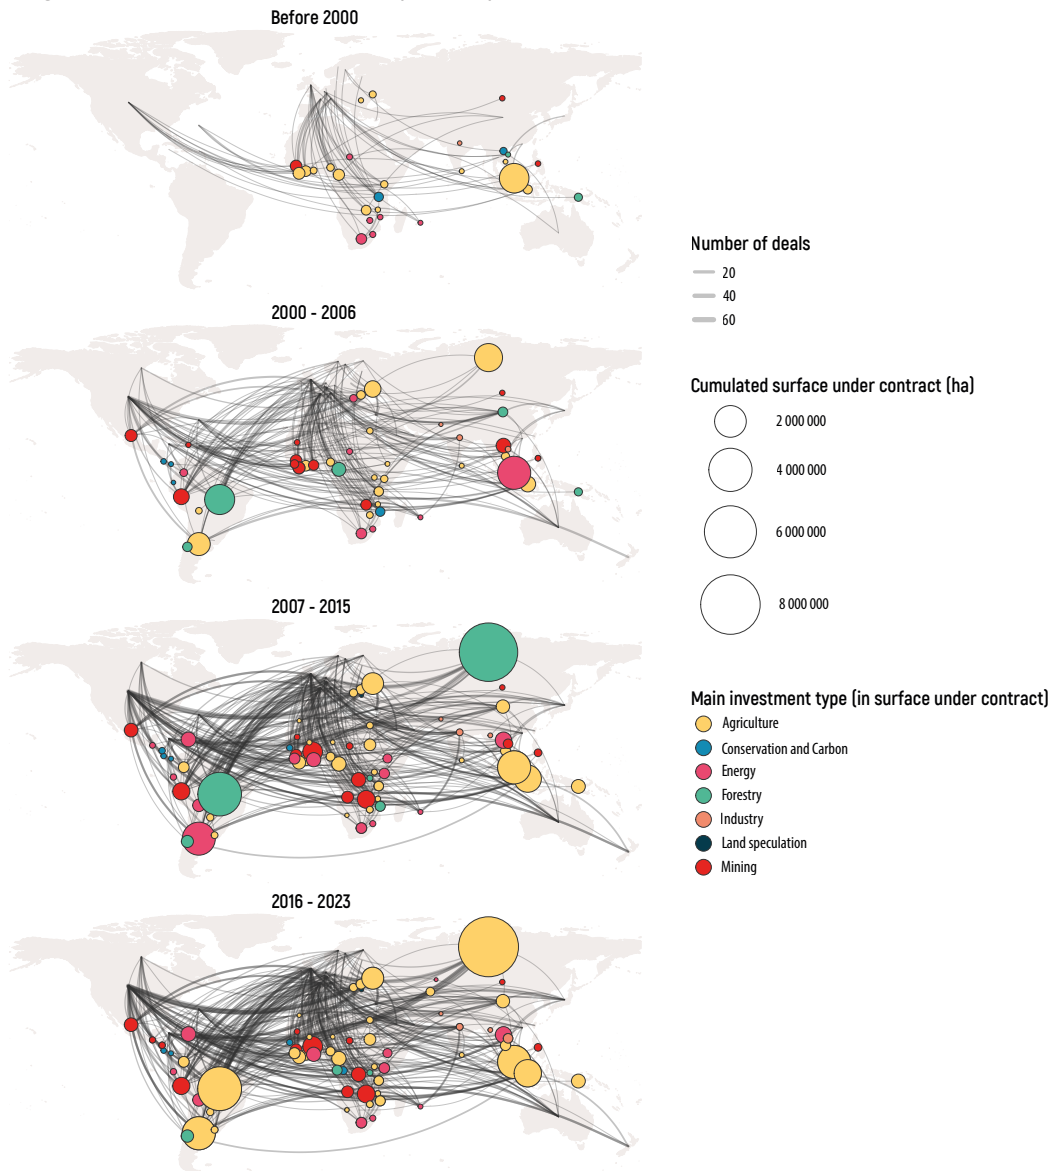 Before 2000
Number of deals
20
40
60
2000 - 2006
Cumulated surface under contract (ha)
2 000 000
4 000 000
6 000 000
8 000 000
2007 - 2015
Main investment type (in surface under contract)
Agriculture
Conservation and Carbon
Energy
Forestry
Industry
Land speculation
Mining
2016 - 2023